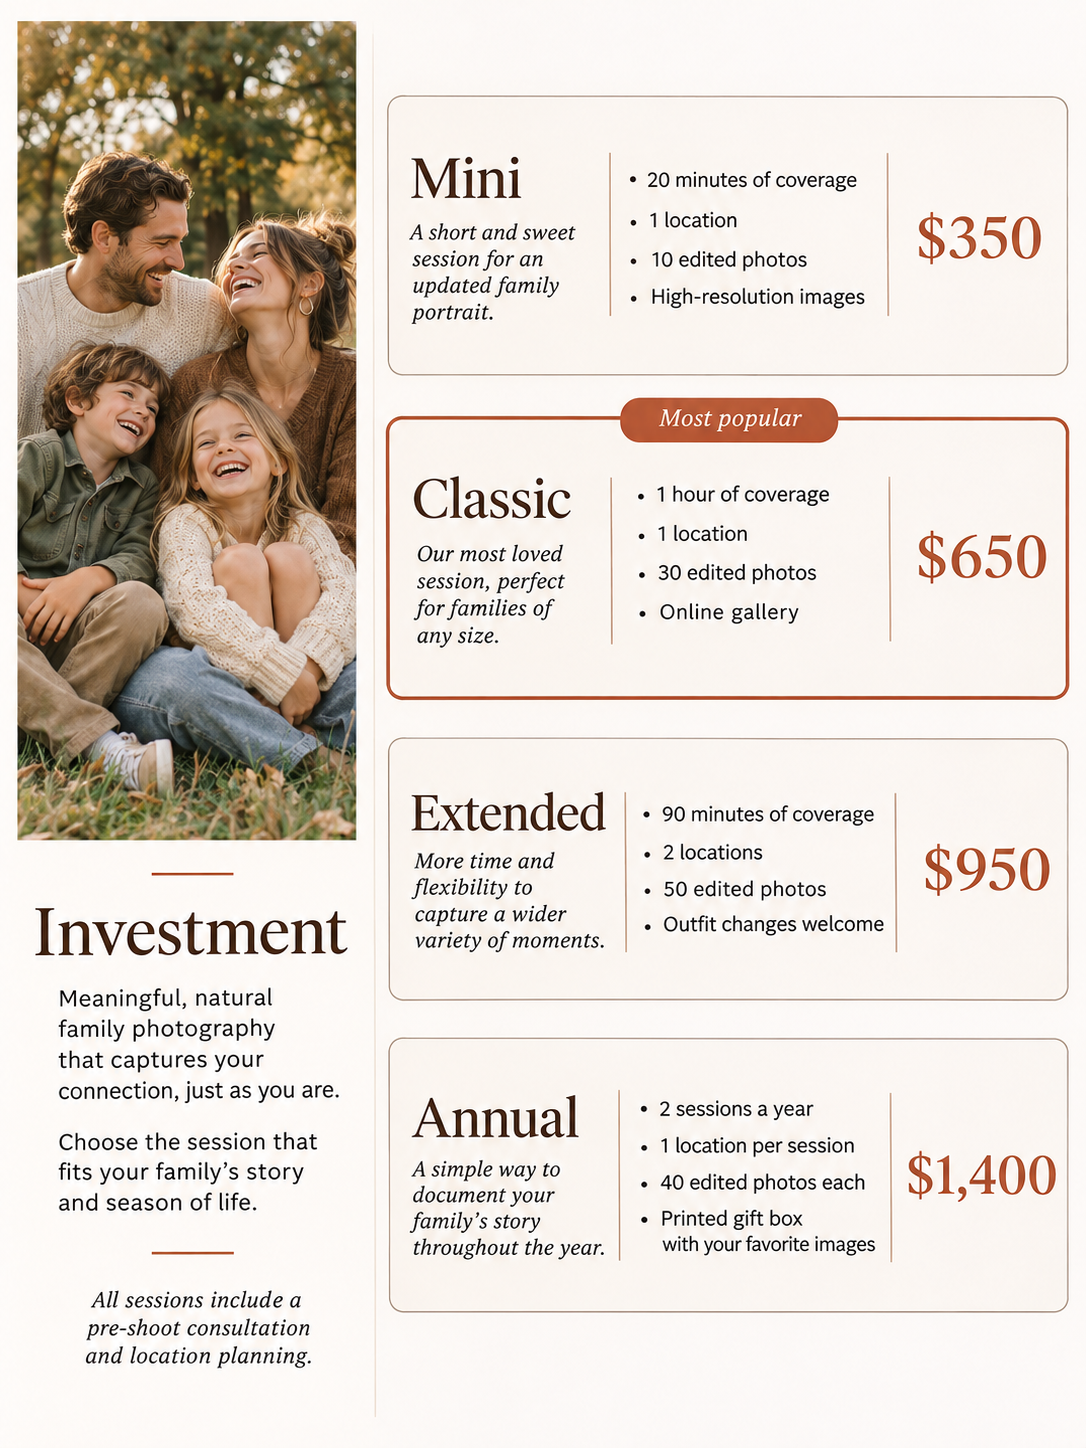 Investment
Meaningful, natural
family photography
that captures your
connection, just as you are.
Choose the session that
fits your family’s story
and season of life.
All sessions include a
pre-shoot consultation
and location planning.
Mini
A short and sweet
session for an
updated family
portrait.
• 20 minutes of coverage
• 1 location
• 10 edited photos
• High-resolution images
$350
Most popular
Classic
Our most loved
session, perfect
for families of
any size.
• 1 hour of coverage
• 1 location
• 30 edited photos
• Online gallery
$650
Extended
More time and
flexibility to
capture a wider
variety of moments.
• 90 minutes of coverage
• 2 locations
• 50 edited photos
• Outfit changes welcome
$950
Annual
A simple way to
document your
family’s story
throughout the year.
• 2 sessions a year
• 1 location per session
• 40 edited photos each
• Printed gift box
with your favorite images
$1,400